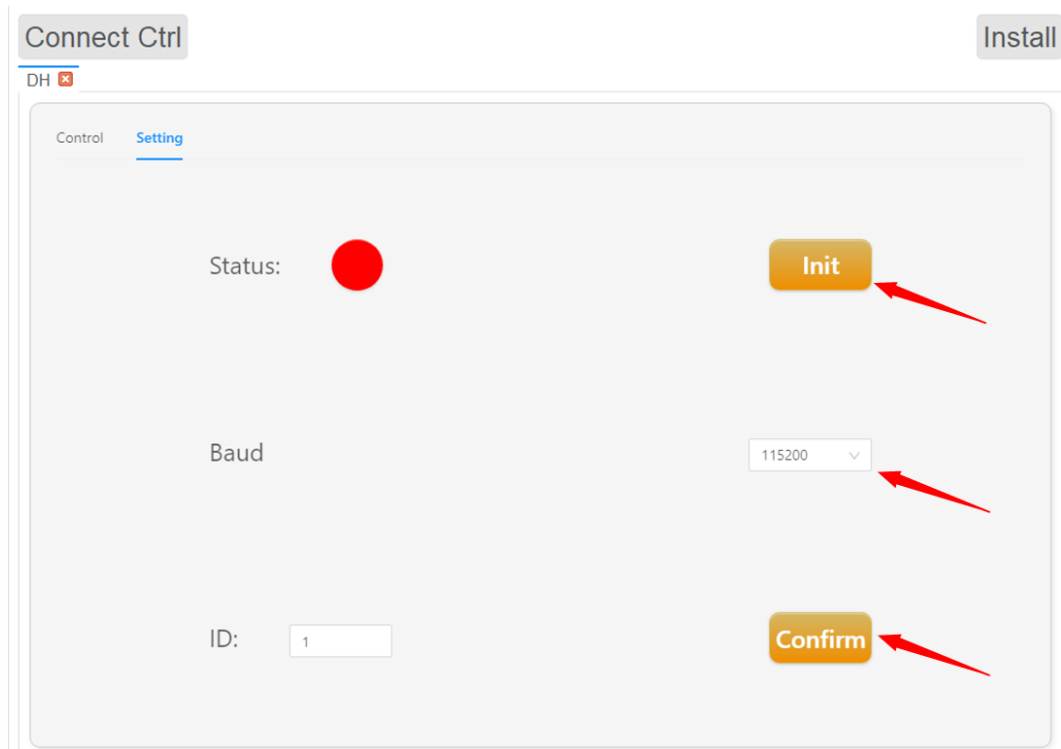 Connect Ctrl
Install
DH
Control
Setting
Status:
Init
Baud
115200
ID:
1
Confirm